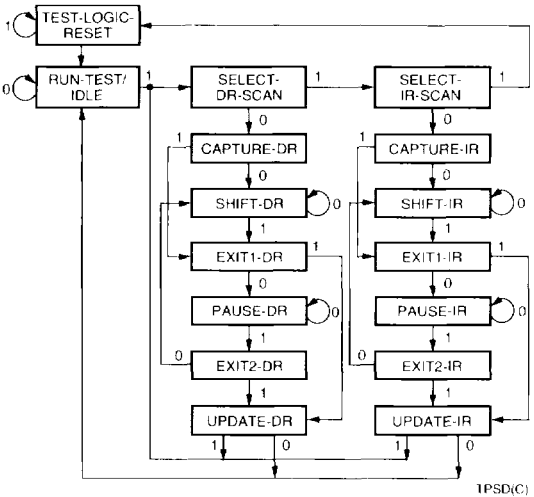 TEST-LOGIC-
RESET
1
RUN-TEST/
IDLE
0
1
SELECT-
DR-SCAN
1
SELECT-
IR-SCAN
1
0
0
1
CAPTURE-DR
1
CAPTURE-IR
0
0
SHIFT-DR
0
SHIFT-IR
0
1
1
EXIT1-DR
1
EXIT1-IR
1
0
0
PAUSE-DR
0
PAUSE-IR
0
1
1
0
EXIT2-DR
0
EXIT2-IR
1
1
UPDATE-DR
UPDATE-IR
1
0
1
0
1PSD(C)